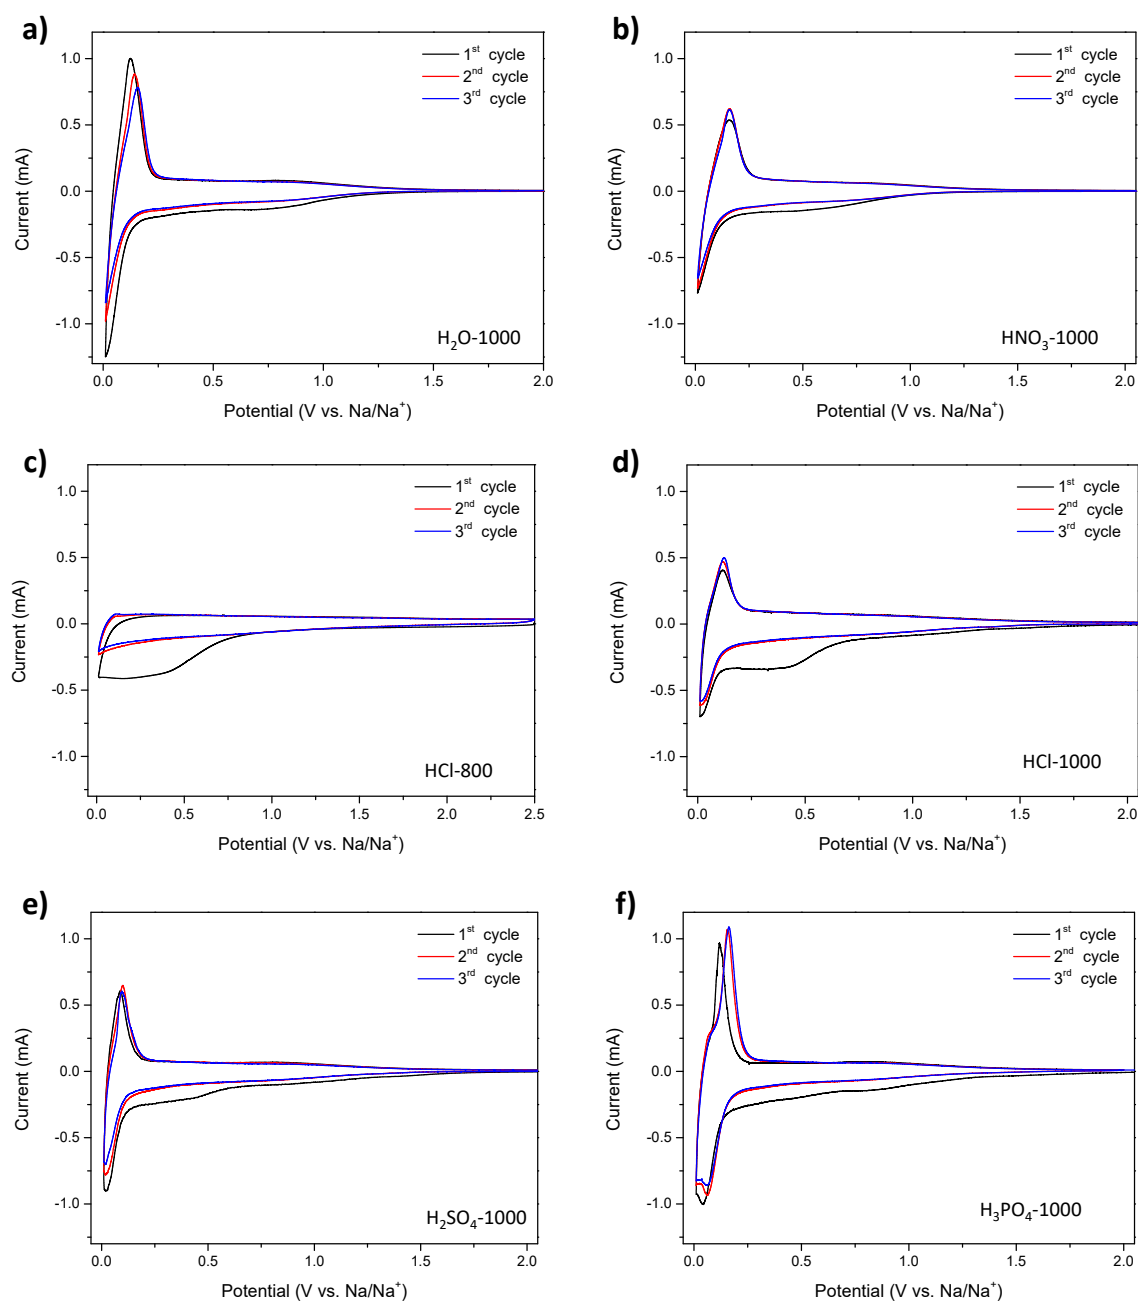 a)
1st cycle
2nd cycle
3rd cycle
1.0
0.5
0.0
-0.5
-1.0
Current (mA)
H2O-1000
0.0 0.5 1.0 1.5 2.0
Potential (V vs. Na/Na+)
b)
1st cycle
2nd cycle
3rd cycle
1.0
0.5
0.0
-0.5
-1.0
Current (mA)
HNO3-1000
0.0 0.5 1.0 1.5 2.0
Potential (V vs. Na/Na+)
c)
1st cycle
2nd cycle
3rd cycle
1.0
0.5
0.0
-0.5
-1.0
Current (mA)
HCl-800
0.0 0.5 1.0 1.5 2.0 2.5
Potential (V vs. Na/Na+)
d)
1st cycle
2nd cycle
3rd cycle
1.0
0.5
0.0
-0.5
-1.0
Current (mA)
HCl-1000
0.0 0.5 1.0 1.5 2.0
Potential (V vs. Na/Na+)
e)
1st cycle
2nd cycle
3rd cycle
1.0
0.5
0.0
-0.5
-1.0
Current (mA)
H2SO4-1000
0.0 0.5 1.0 1.5 2.0
Potential (V vs. Na/Na+)
f)
1st cycle
2nd cycle
3rd cycle
1.0
0.5
0.0
-0.5
-1.0
Current (mA)
H3PO4-1000
0.0 0.5 1.0 1.5 2.0
Potential (V vs. Na/Na+)